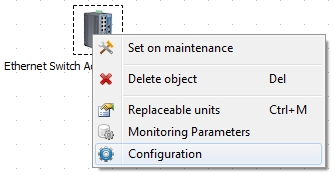 Set on maintenance
Ethernet Switch
Delete object Del
Replaceable units Ctrl+M
Monitoring Parameters
Configuration